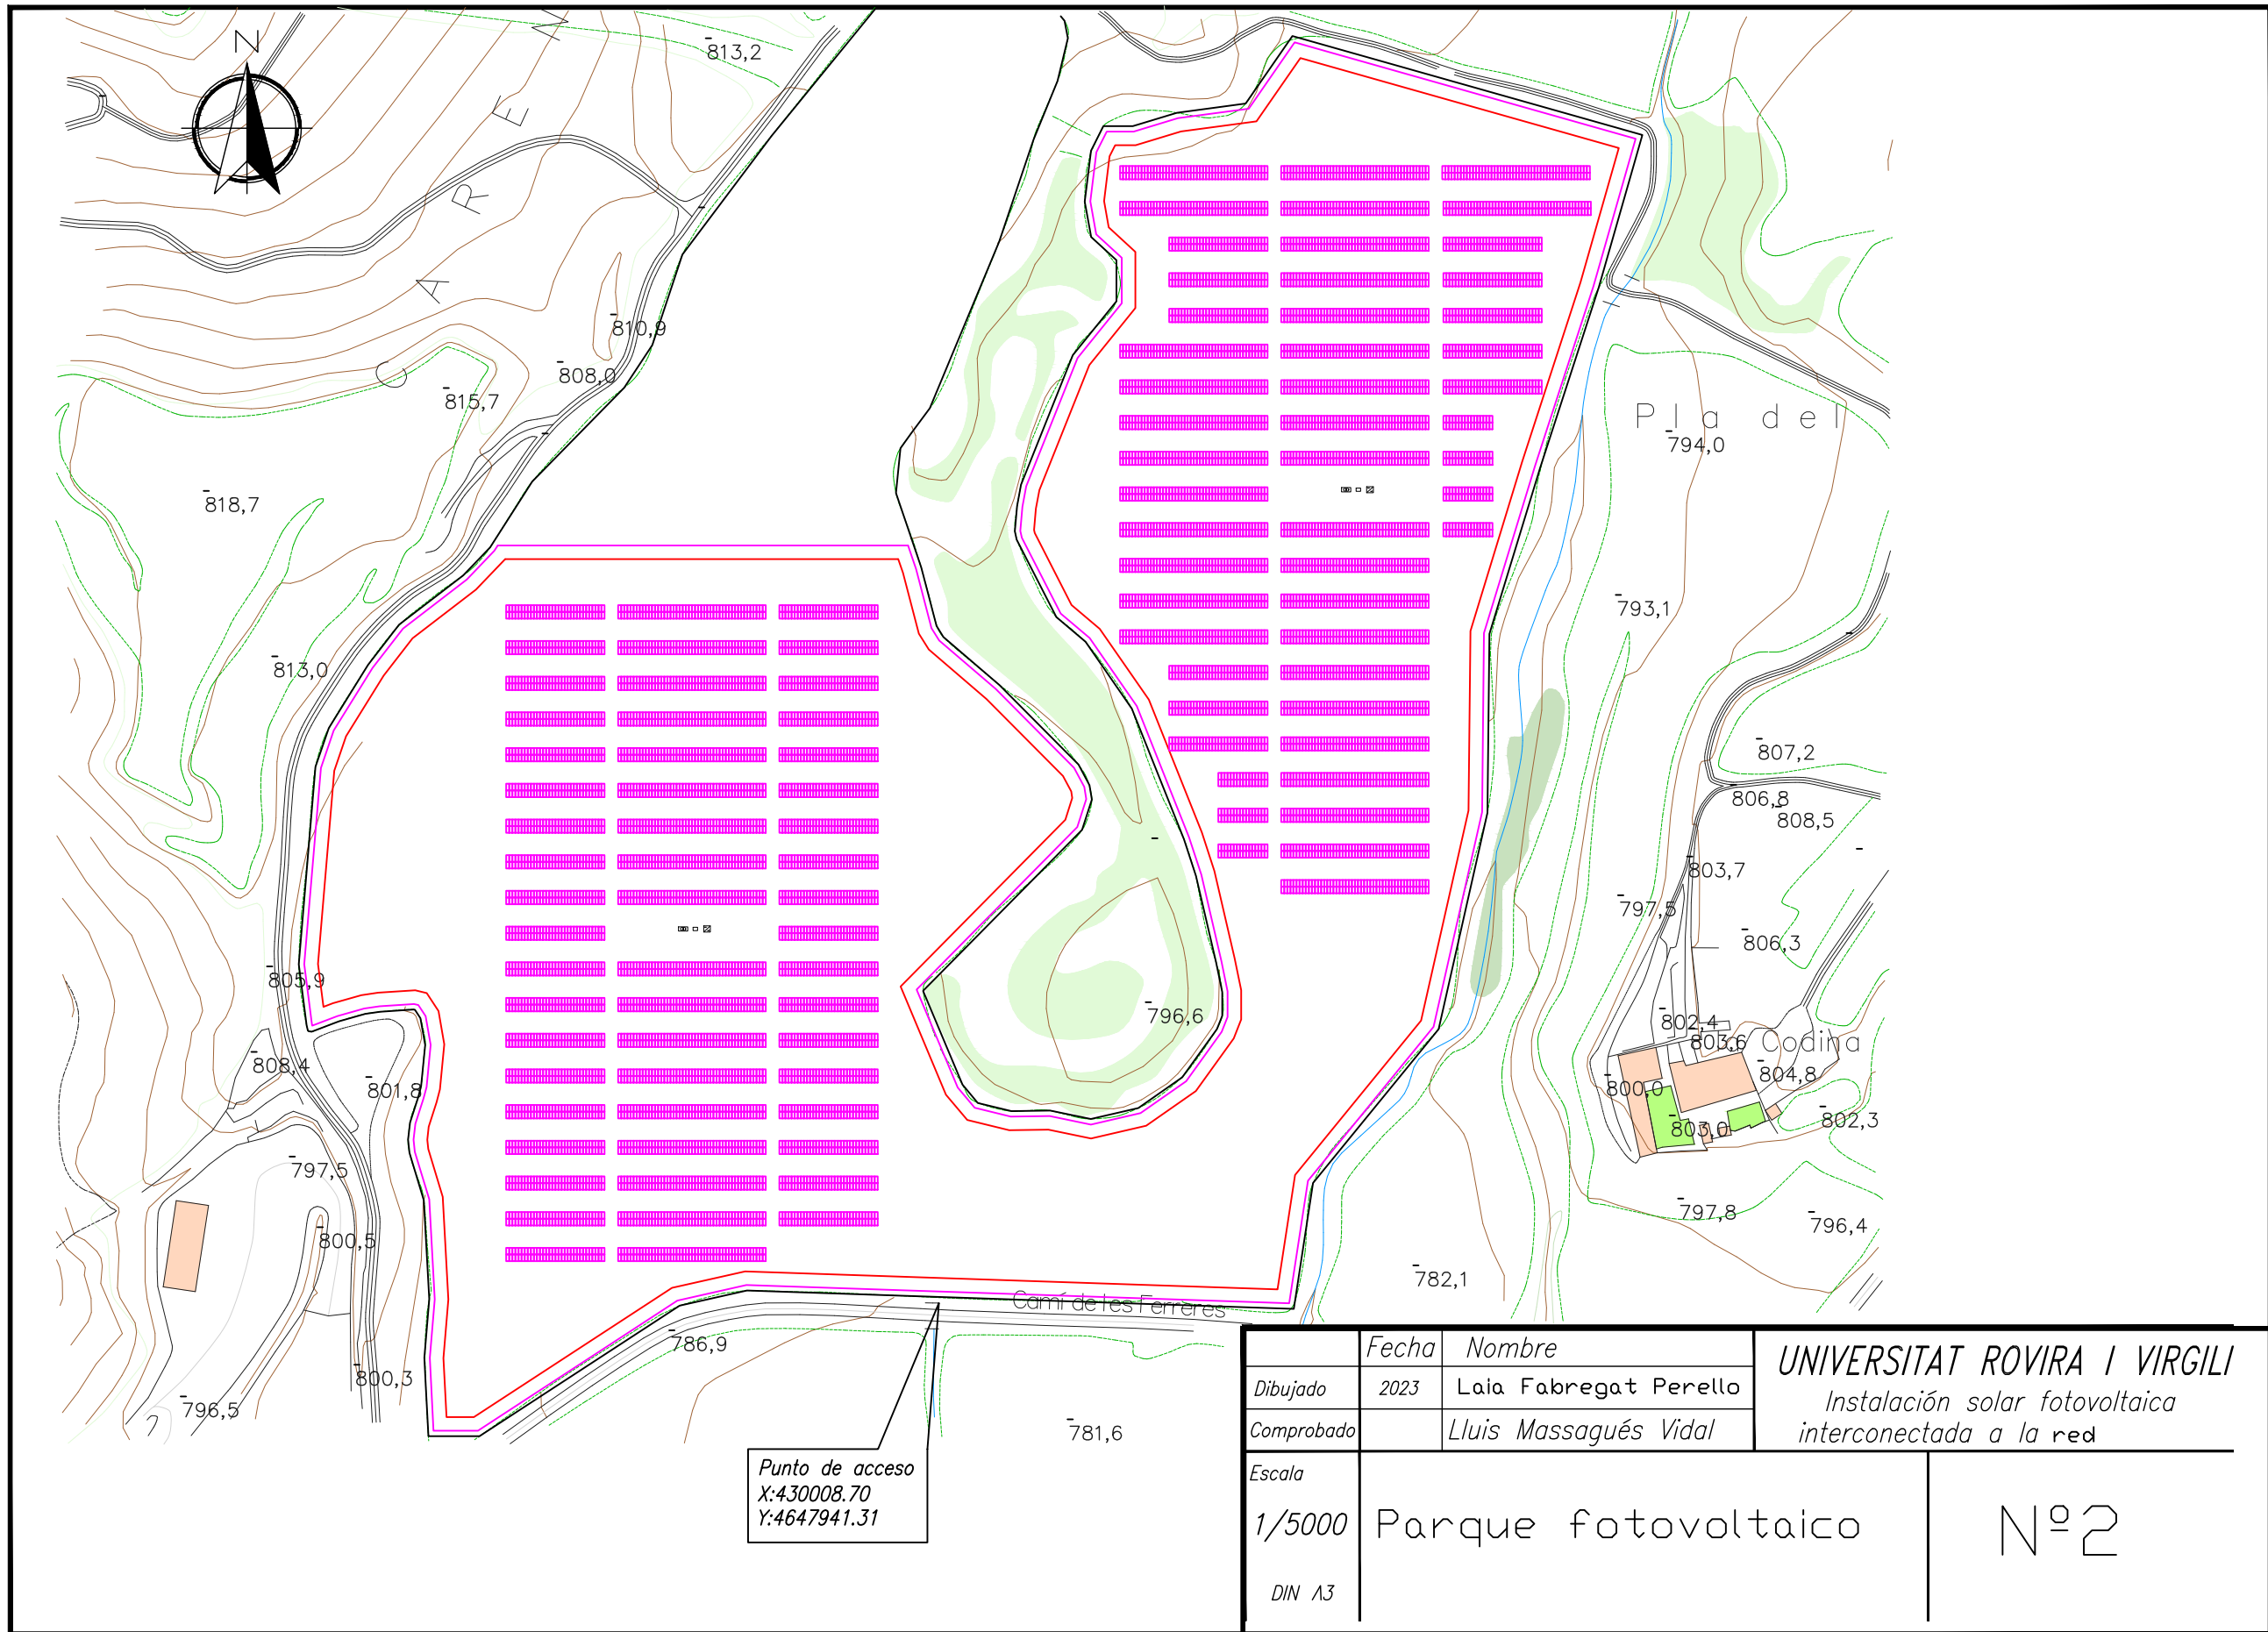 N
C A R E N
813,2
810,9
808,0
815,7
818,7
813,0
805,9
808,4
801,8
797,5
800,5
800,3
796,5
786,9
Camí de les Ferreres
781,6
782,1
796,6
Pla del
794,0
793,1
807,2
806,8
808,5
803,7
797,5
806,3
802,4
803,6
Codina
804,8
800,0
803,0
802,3
797,8
796,4
Punto de acceso
X:430008.70
Y:4647941.31
Fecha Nombre
Dibujado 2023 Laia Fabregat Perello
Comprobado Lluis Massagués Vidal
UNIVERSITAT ROVIRA I VIRGILI
Instalación solar fotovoltaica
interconectada a la red
Escala
1/5000
DIN A3
Parque fotovoltaico
Nº2